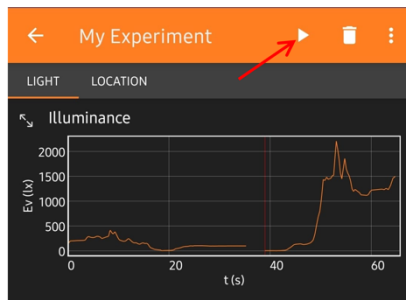 My Experiment
LIGHT LOCATION
Illuminance
2000
1500
1000
500
0
Ev (lx)
0 20 40 60
t (s)